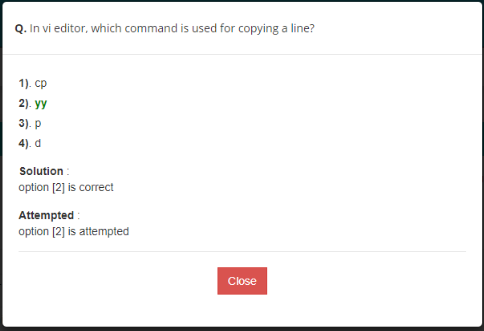 Q. In vi editor, which command is used for copying a line?
1). cp
2). yy
3). p
4). d
Solution :
option [2] is correct
Attempted :
option [2] is attempted
Close